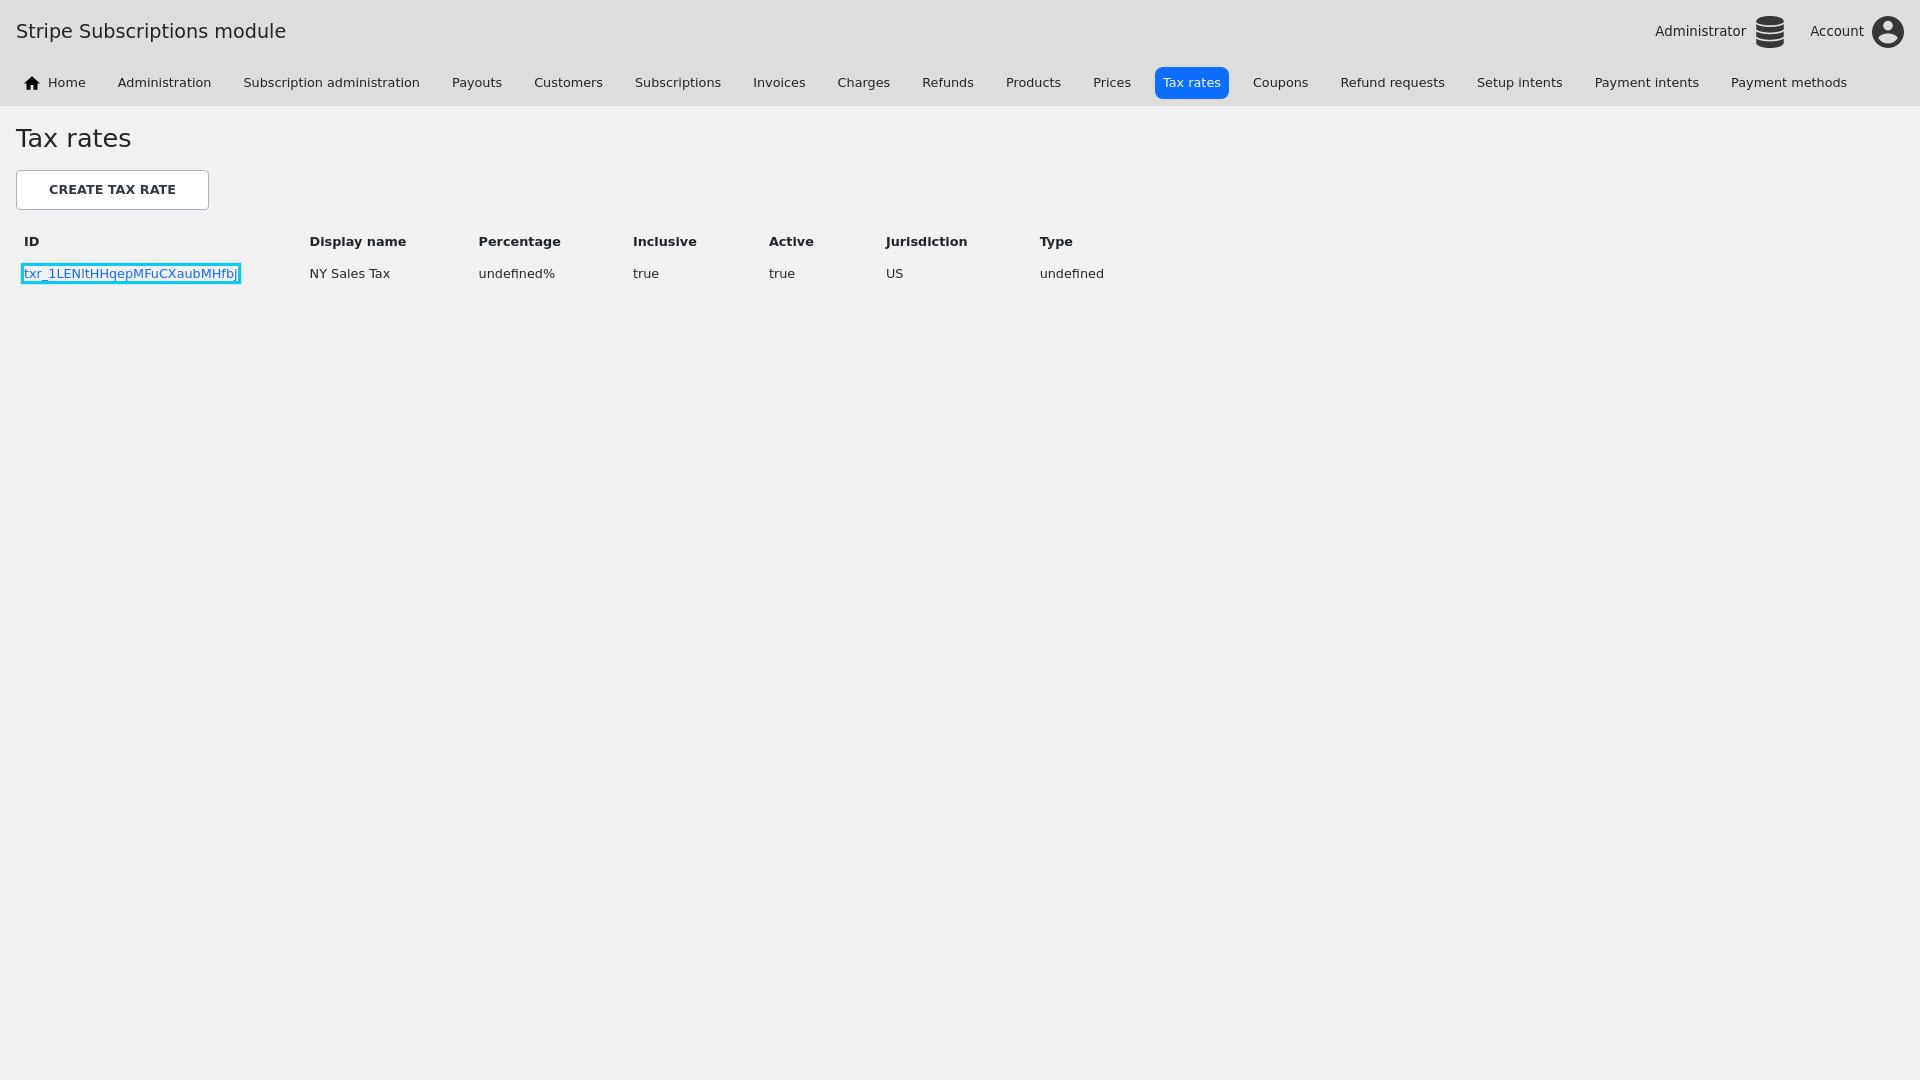 Stripe Subscriptions module
Administrator Account
Home Administration Subscription administration Payouts Customers Subscriptions Invoices Charges Refunds Products Prices Tax rates Coupons Refund requests Setup intents Payment intents Payment methods
Tax rates
CREATE TAX RATE
ID Display name Percentage Inclusive Active Jurisdiction Type
txr_1LENltHHqepMFuCXaubMHfbj NY Sales Tax undefined% true true US undefined